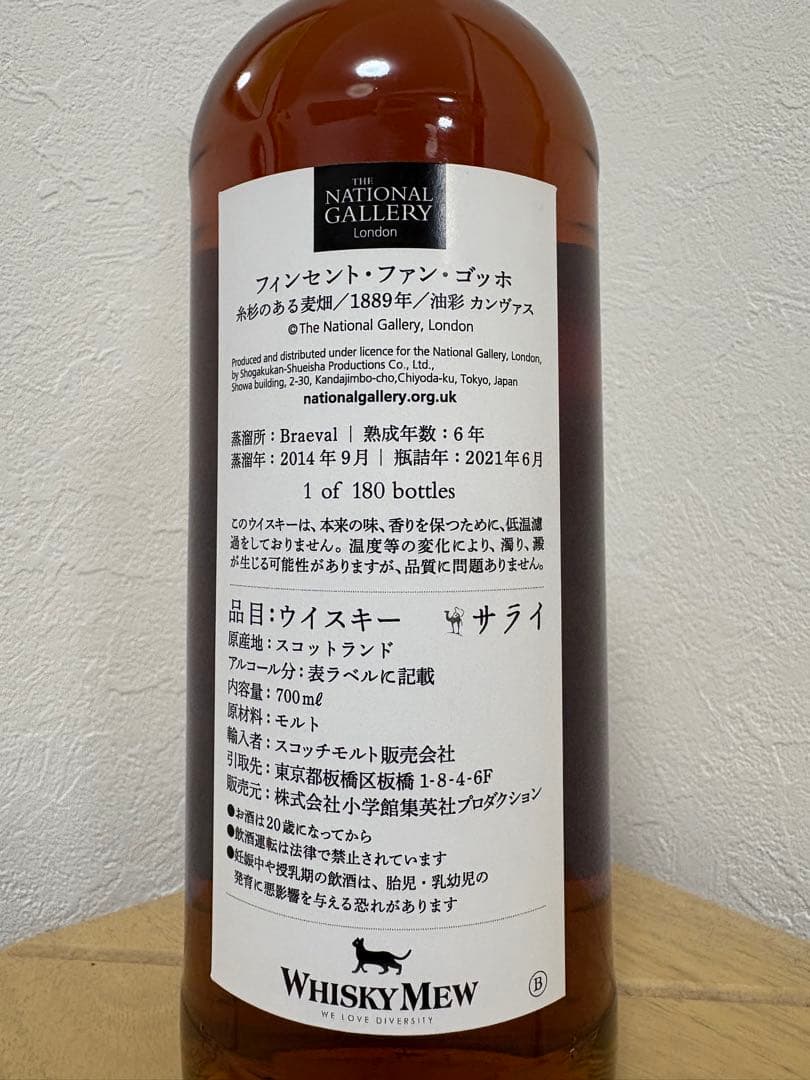 THE
NATIONAL
GALLERY
London
フィンセント・ファン・ゴッホ
糸杉のある麦畑／1889年／油彩 カンヴァス
©The National Gallery, London
Produced and distributed under licence for the National Gallery, London,
by Shogakukan-Shueisha Productions Co., Ltd.,
Showa building, 2-30, Kandajimbo-cho,Chiyoda-ku, Tokyo, Japan
nationalgallery.org.uk
蒸溜所：Braeval｜熟成年数：6年
蒸溜年：2014年9月｜瓶詰年：2021年6月
1 of 180 bottles
このウイスキーは、本来の味、香りを保つために、低温濾
過をしておりません。温度等の変化により、濁り、澱
が生じる可能性がありますが、品質に問題ありません。
品目：ウイスキー サライ
原産地：スコットランド
アルコール分：表ラベルに記載
内容量：700mℓ
原材料：モルト
輸入者：スコッチモルト販売会社
引取先：東京都板橋区板橋 1-8-4-6F
販売元：株式会社小学館集英社プロダクション
●お酒は20歳になってから
●飲酒運転は法律で禁止されています
●妊娠中や授乳期の飲酒は、胎児・乳幼児の
発育に悪影響を与える恐れがあります
WHISKY MEW
WE LOVE DIVERSITY
B